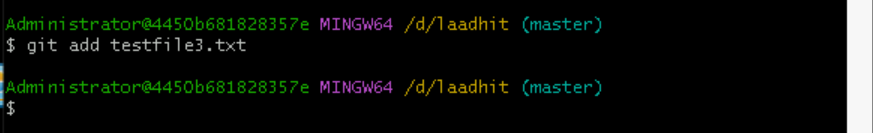 Administrator@4450b681828357e MINGW64 /d/laadhit (master)
$ git add testfile3.txt
Administrator@4450b681828357e MINGW64 /d/laadhit (master)
$